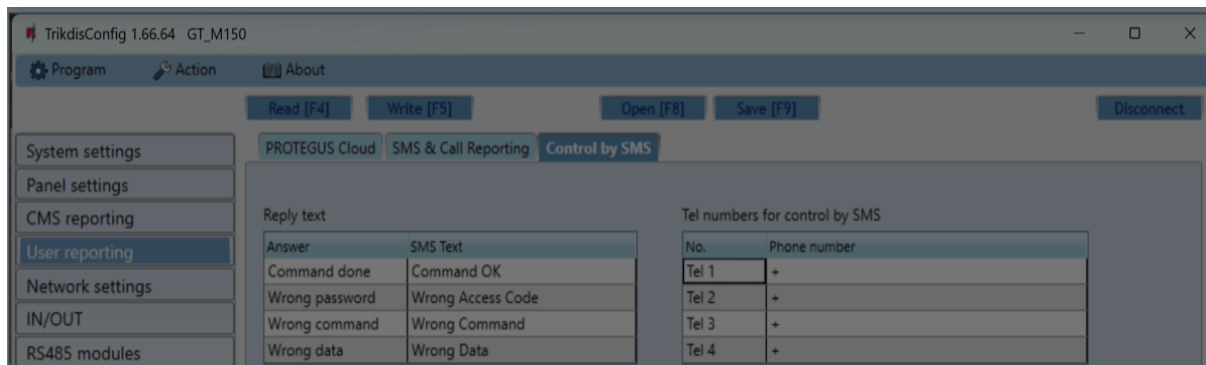 TrikdisConfig 1.66.64 GT_M150
Program Action About
Read [F4] Write [F5] Open [F8] Save [F9] Disconnect
System settings
Panel settings
CMS reporting
User reporting
Network settings
IN/OUT
RS485 modules
PROTEGUS Cloud SMS & Call Reporting Control by SMS
Reply text
Answer SMS Text
Command done Command OK
Wrong password Wrong Access Code
Wrong command Wrong Command
Wrong data Wrong Data
Tel numbers for control by SMS
No. Phone number
Tel 1 +
Tel 2 +
Tel 3 +
Tel 4 +